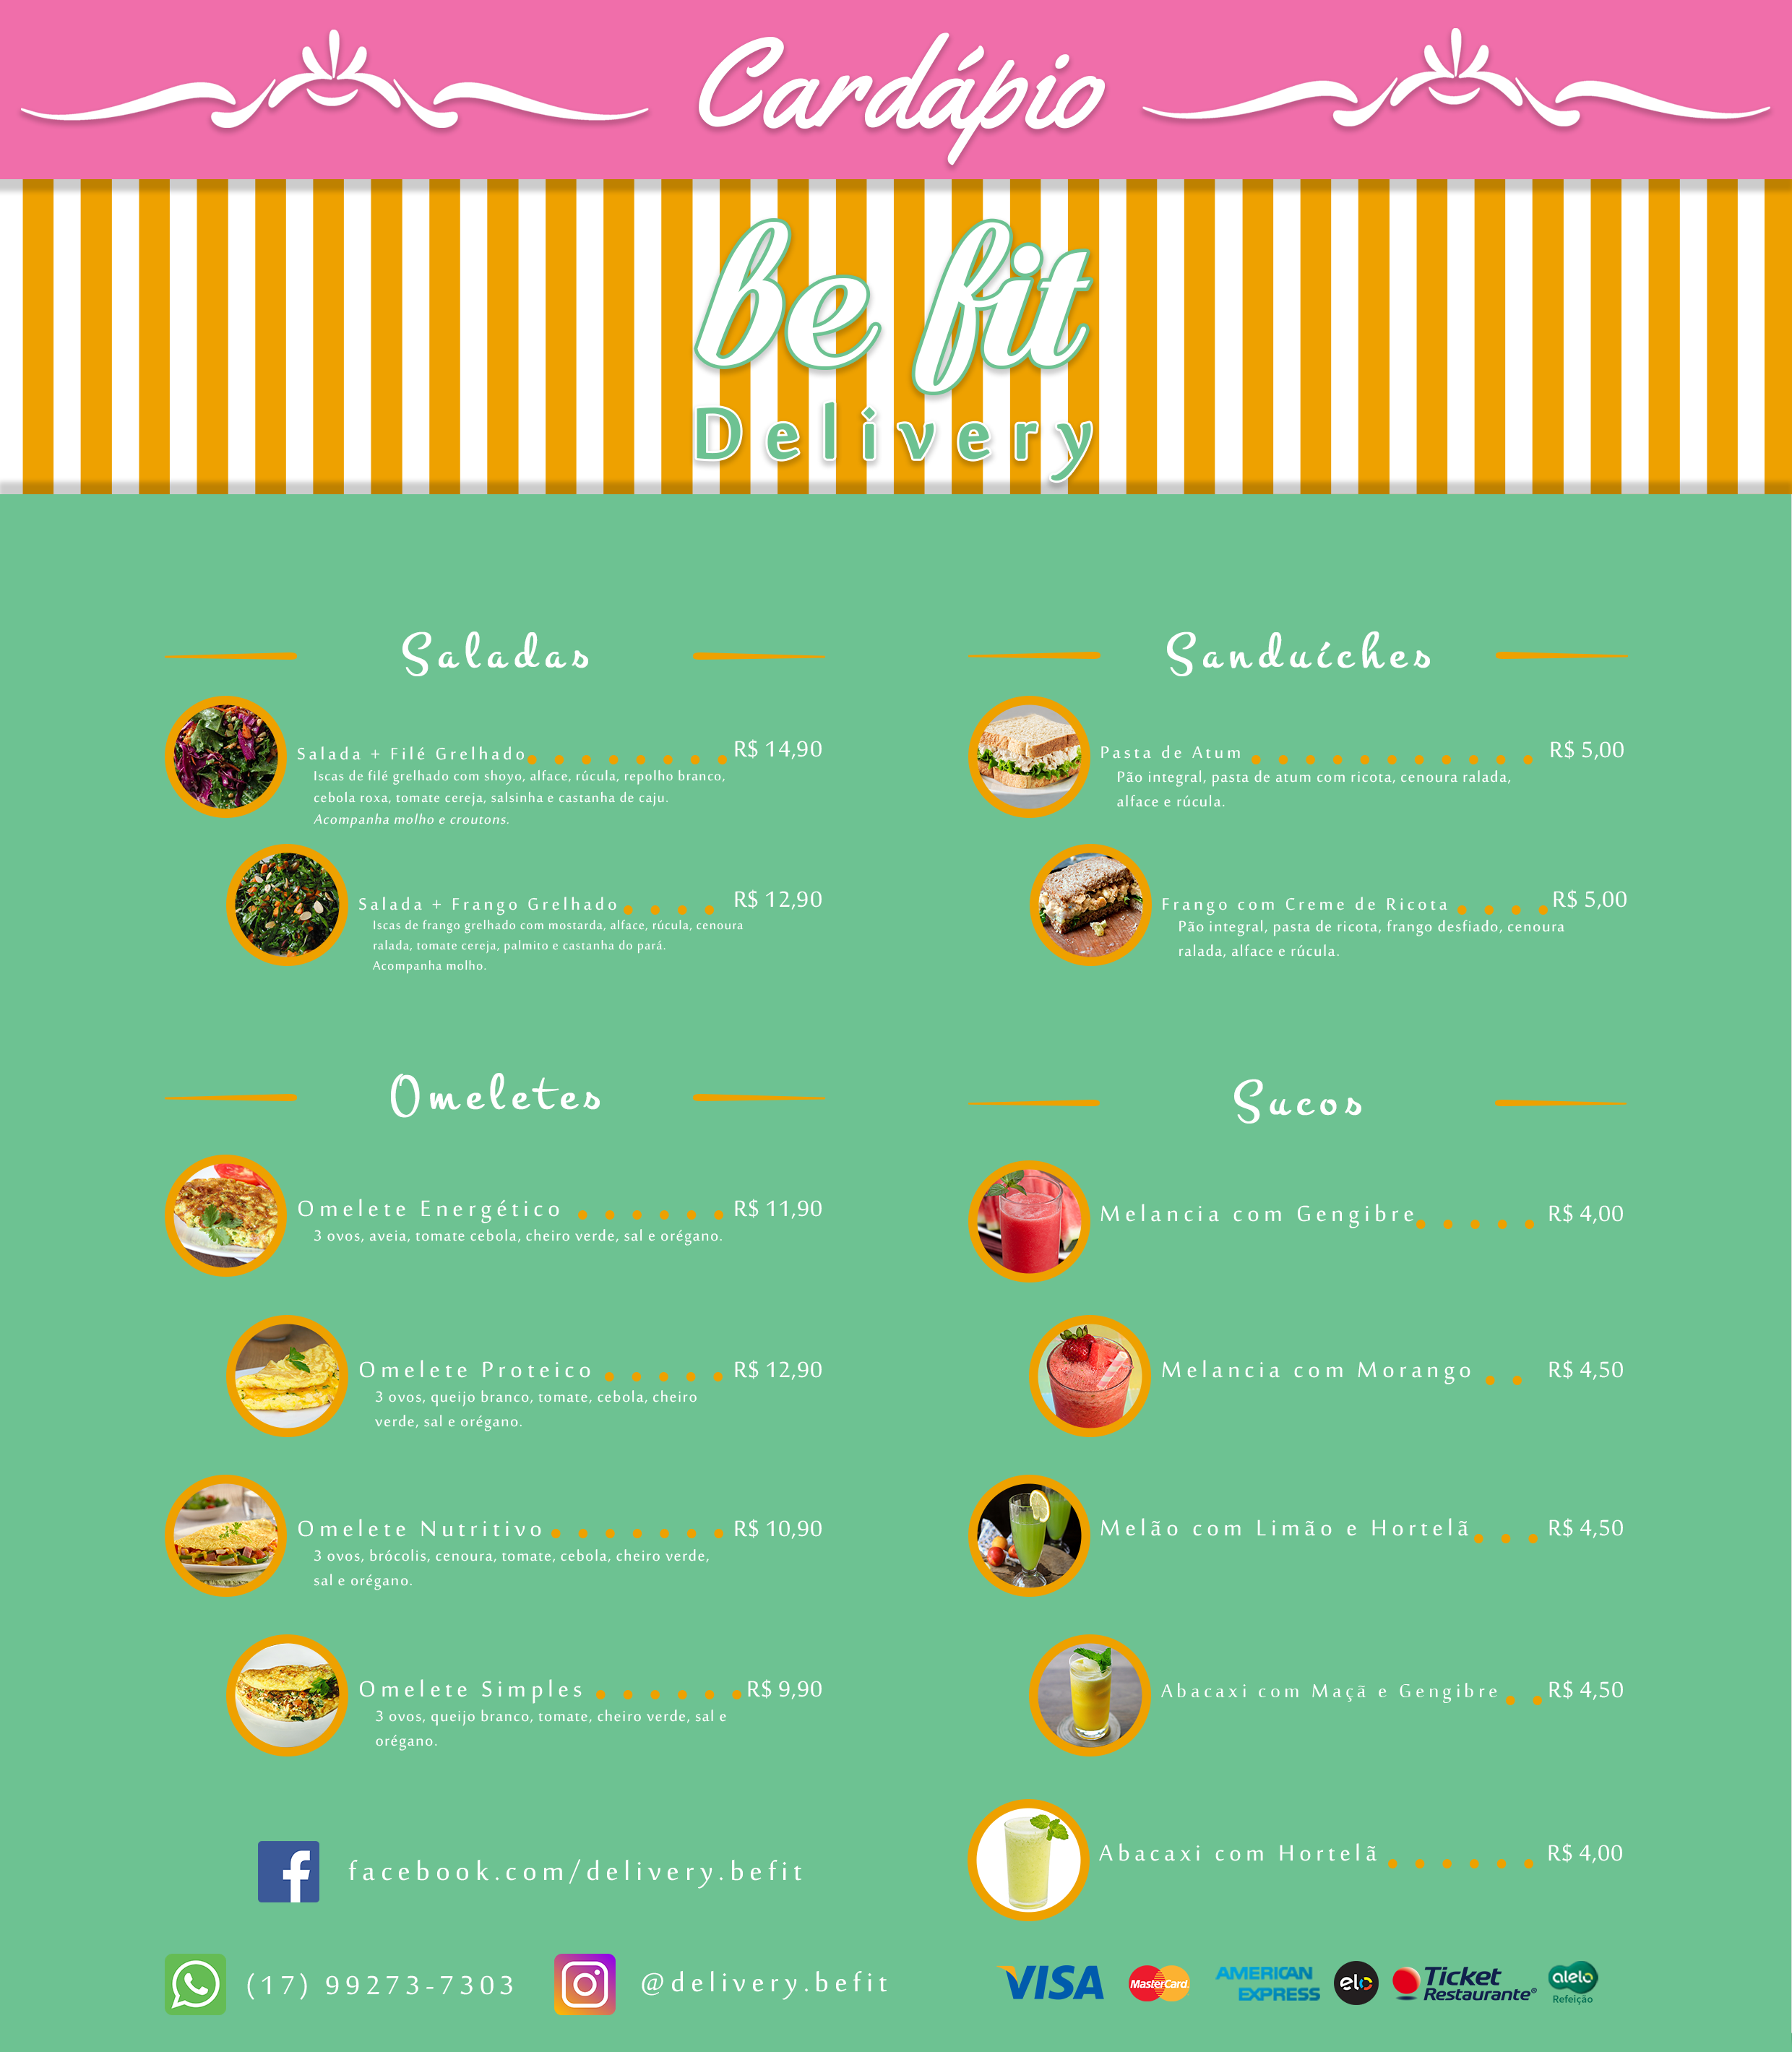 Cardápio
be fit
Delivery
Saladas
Salada + Filé Grelhado R$ 14,90
Iscas de filé grelhado com shoyo, alface, rúcula, repolho branco,
cebola roxa, tomate cereja, salsinha e castanha de caju.
Acompanha molho e croutons.
Salada + Frango Grelhado R$ 12,90
Iscas de frango grelhado com mostarda, alface, rúcula, cenoura
ralada, tomate cereja, palmito e castanha do pará.
Acompanha molho.
Sanduíches
Pasta de Atum R$ 5,00
Pão integral, pasta de atum com ricota, cenoura ralada,
alface e rúcula.
Frango com Creme de Ricota R$ 5,00
Pão integral, pasta de ricota, frango desfiado, cenoura
ralada, alface e rúcula.
Omeletes
Omelete Energético R$ 11,90
3 ovos, aveia, tomate cebola, cheiro verde, sal e orégano.
Omelete Proteico R$ 12,90
3 ovos, queijo branco, tomate, cebola, cheiro
verde, sal e orégano.
Omelete Nutritivo R$ 10,90
3 ovos, brócolis, cenoura, tomate, cebola, cheiro verde,
sal e orégano.
Omelete Simples R$ 9,90
3 ovos, queijo branco, tomate, cheiro verde, sal e
orégano.
Sucos
Melancia com Gengibre R$ 4,00
Melancia com Morango R$ 4,50
Melão com Limão e Hortelã R$ 4,50
Abacaxi com Maçã e Gengibre R$ 4,50
Abacaxi com Hortelã R$ 4,00
facebook.com/delivery.befit
(17) 99273-7303
@delivery.befit
VISA
MasterCard
AMERICAN
EXPRESS
elo
Ticket
Restaurante®
alelo
Refeição